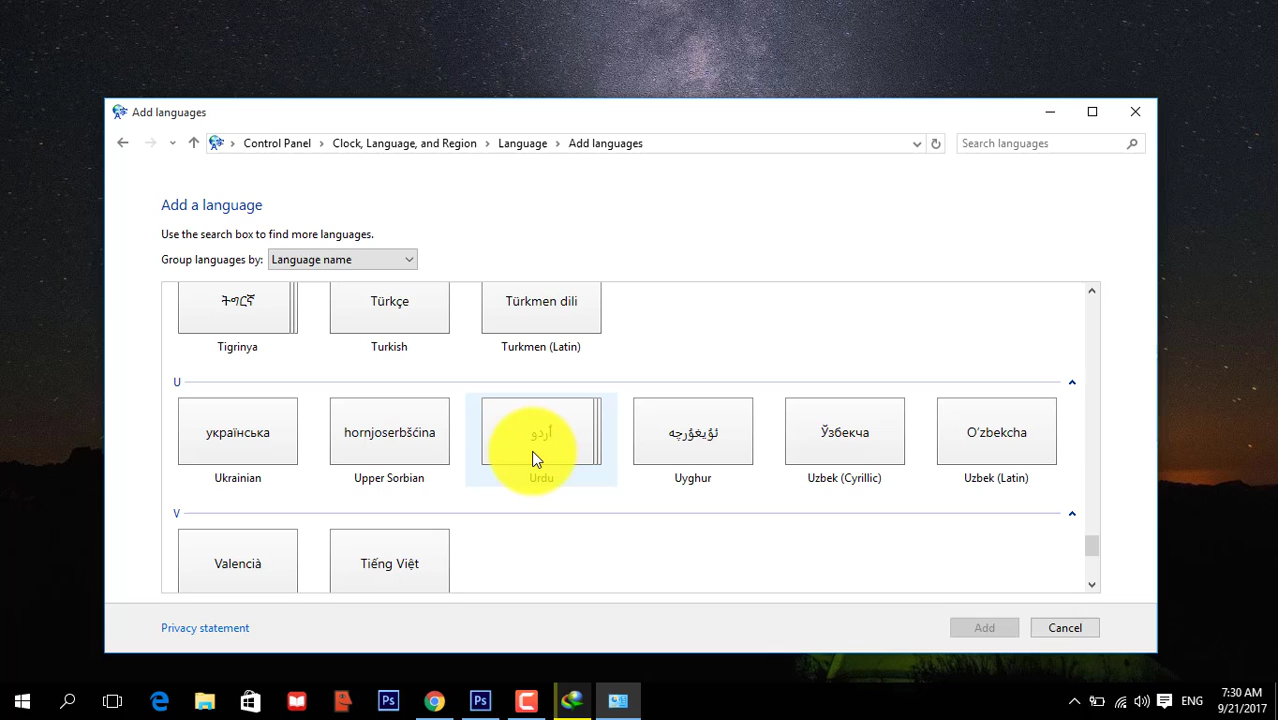 Add languages
Control Panel
Clock, Language, and Region
Language
Add languages
Search languages
Add a language
Use the search box to find more languages.
Group languages by:
Language name
ትግርኛ
Türkçe
Türkmen dili
Tigrinya
Turkish
Turkmen (Latin)
U
українська
hornjoserbšćina
اُردو
ئۇيغۇرچە
Ўзбекча
O'zbekcha
Ukrainian
Upper Sorbian
Urdu
Uyghur
Uzbek (Cyrillic)
Uzbek (Latin)
V
Valencià
Tiếng Việt
Privacy statement
Add
Cancel
Ps
Ps
ENG
7:30 AM
9/21/2017